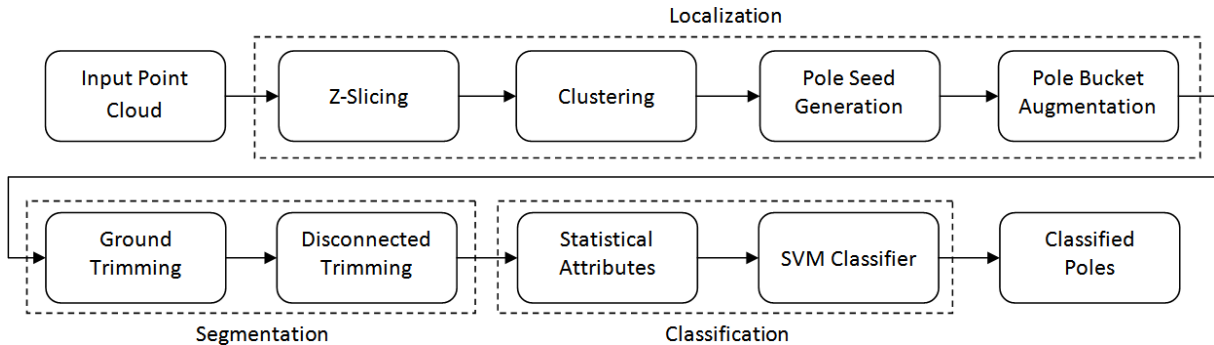 Localization
Input Point
Cloud
Z-Slicing
Clustering
Pole Seed
Generation
Pole Bucket
Augmentation
Ground
Trimming
Disconnected
Trimming
Statistical
Attributes
SVM Classifier
Classified
Poles
Segmentation
Classification